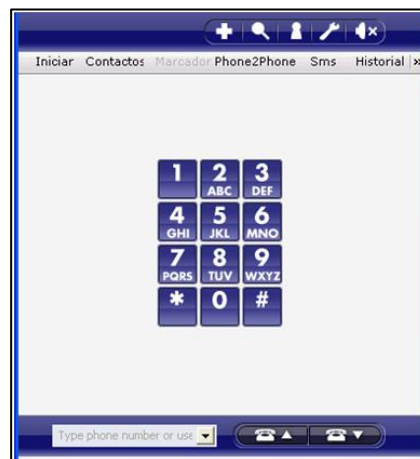 Iniciar Contactos Marcador Phone2Phone Sms Historial »
1 2 3
ABC DEF
4 5 6
GHI JKL MNO
7 8 9
PQRS TUV WXYZ
* 0 #
Type phone number or use